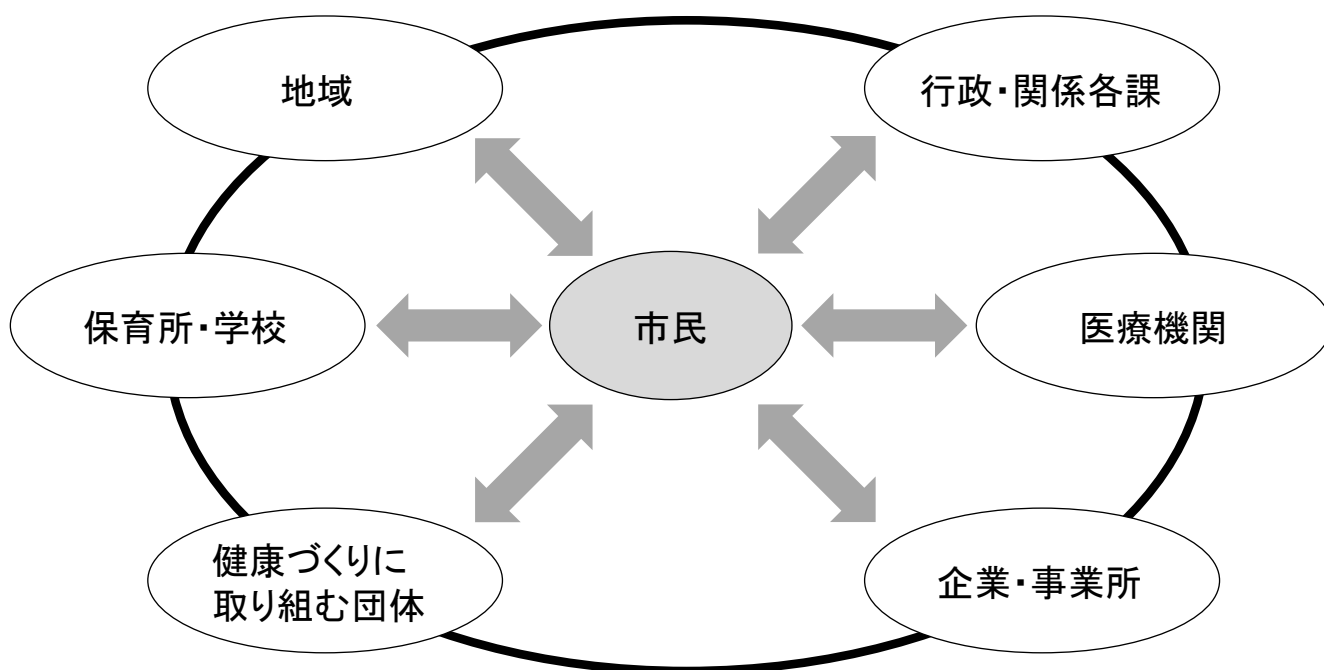 地域
行政・関係各課
保育所・学校
市民
医療機関
健康づくりに
取り組む団体
企業・事業所